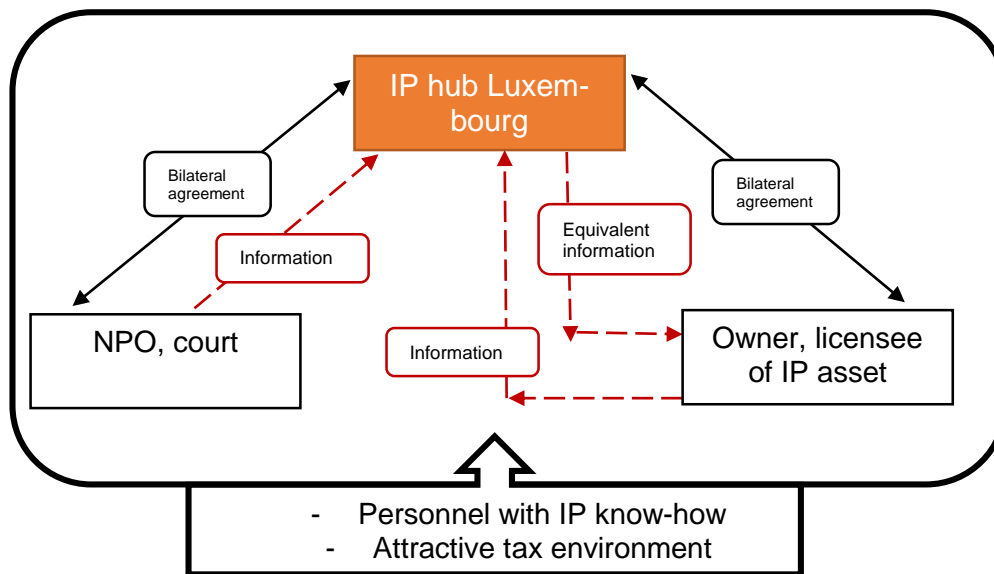 IP hub Luxem-
bourg
Bilateral
agreement
Bilateral
agreement
Information
Equivalent
information
NPO, court
Information
Owner, licensee
of IP asset
- Personnel with IP know-how
- Attractive tax environment